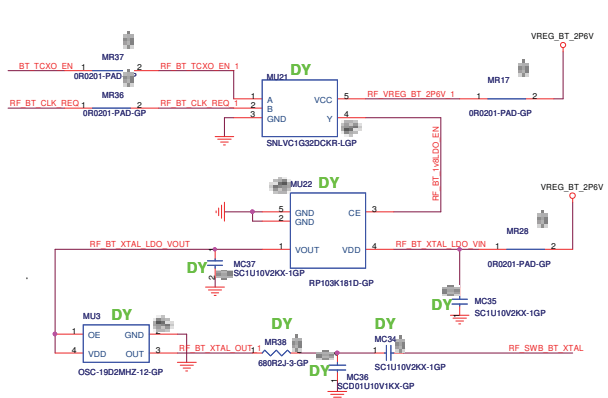 VREG_BT_2P6V
MR37
BT_TCXO_EN 1 2 RF_BT_TCXO_EN_1
0R0201-PAD-GP
MU21 DY
MR17
MR36
RF_BT_CLK_REQ 1 2 RF_BT_CLK_REQ_1
0R0201-PAD-GP
1 A
2 B
3 GND
VCC 5 RF_VREG_BT_2P6V_1 1 2
Y 4
0R0201-PAD-GP
SNLVC1G32DCKR-LGP
RF_BT_1v8LDO_EN
MU22 DY
VREG_BT_2P6V
5 GND
2 GND
CE 3
MR28
RF_BT_XTAL_LDO_VOUT 1 VOUT
VDD 4 RF_BT_XTAL_LDO_VIN 1 2
0R0201-PAD-GP
DY MC37
SC1U10V2KX-1GP
RP103K181D-GP
DY MC35
SC1U10V2KX-1GP
MU3 DY
1 OE GND
4 VDD OUT 3
OSC-19D2MHZ-12-GP
RF_BT_XTAL_OUT_1
DY
MR38
680R2J-3-GP
DY
MC34
SC1U10V2KX-1GP
RF_SWB_BT_XTAL
DY MC36
SCD01U10V1KX-GP